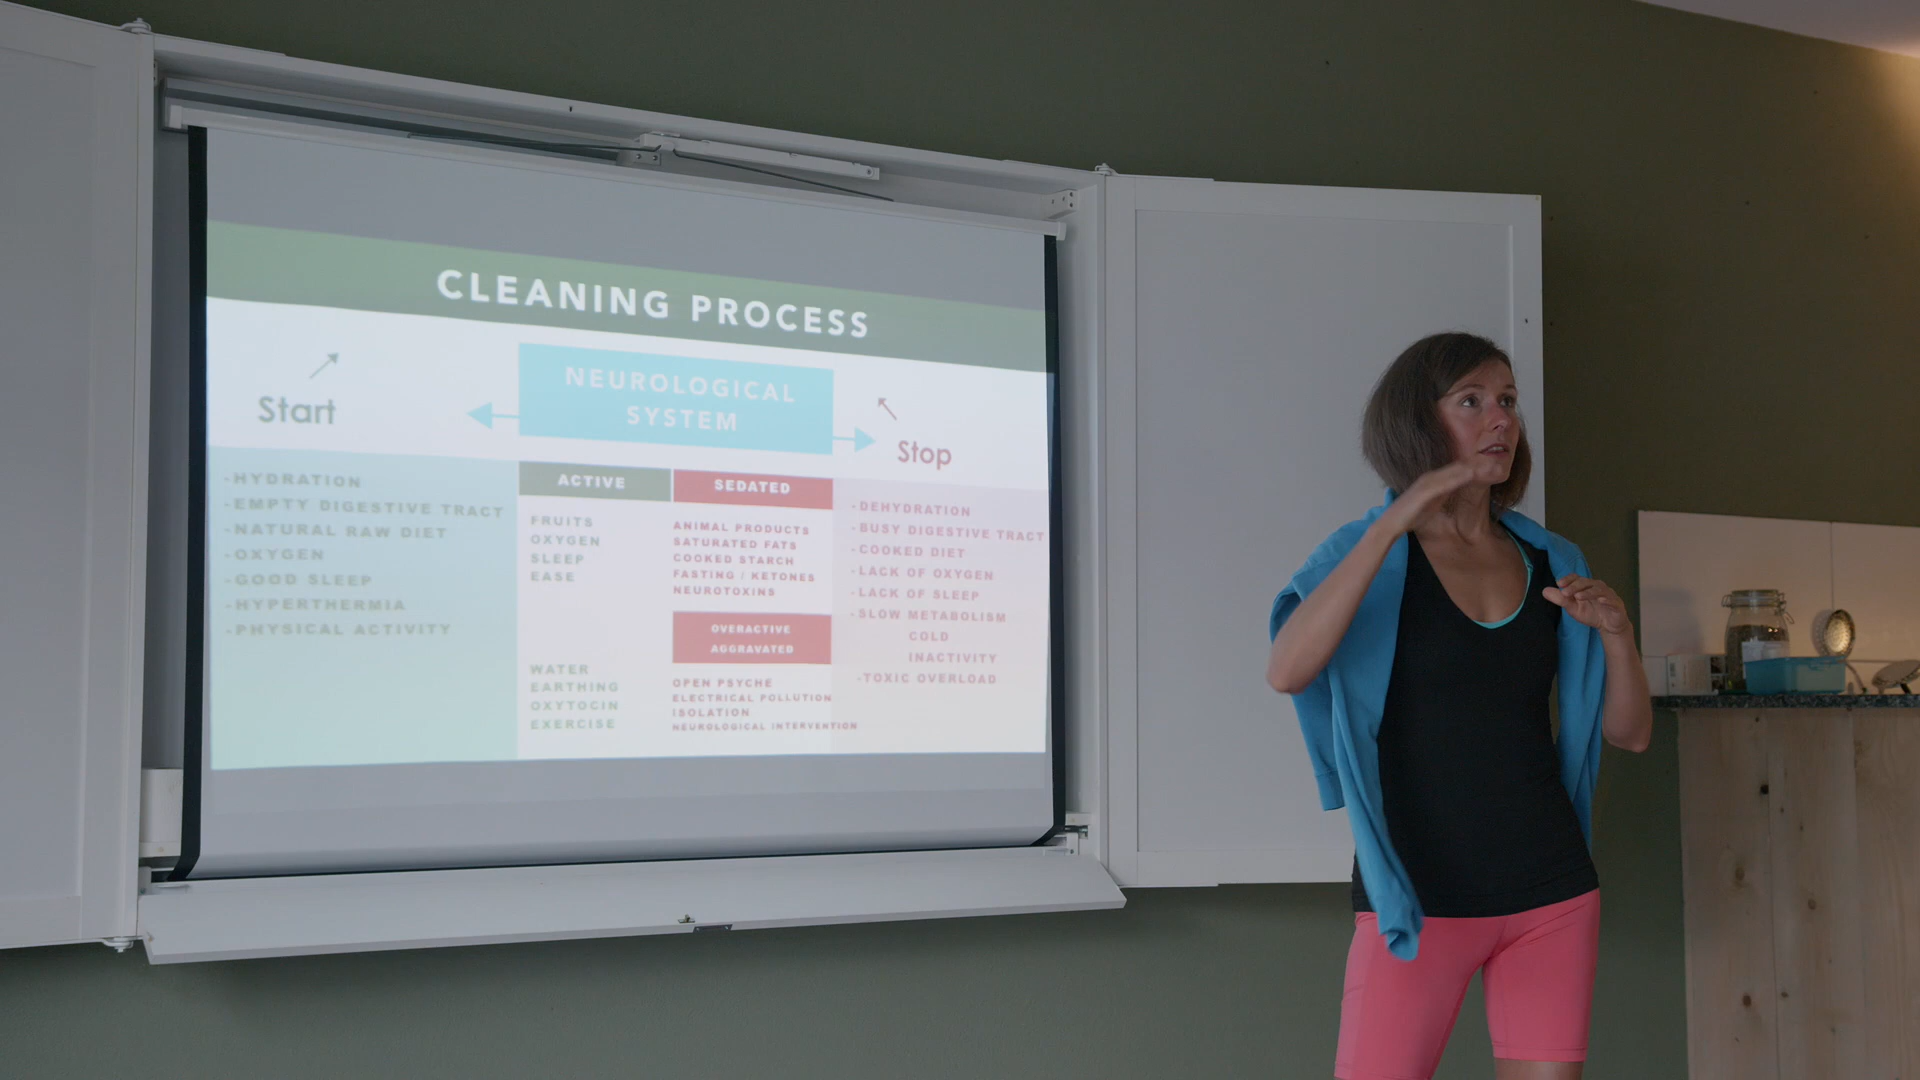 CLEANING PROCESS
NEUROLOGICAL
SYSTEM
Start
Stop
-HYDRATION
-EMPTY DIGESTIVE TRACT
-NATURAL RAW DIET
-OXYGEN
-GOOD SLEEP
-HYPERTHERMIA
-PHYSICAL ACTIVITY
ACTIVE
FRUITS
OXYGEN
SLEEP
EASE
WATER
EARTHING
OXYTOCIN
EXERCISE
SEDATED
ANIMAL PRODUCTS
SATURATED FATS
COOKED STARCH
FASTING / KETONES
NEUROTOXINS
OVERACTIVE
AGGRAVATED
OPEN PSYCHE
ELECTRICAL POLLUTION
ISOLATION
NEUROLOGICAL INTERVENTION
-DEHYDRATION
-BUSY DIGESTIVE TRACT
-COOKED DIET
-LACK OF OXYGEN
-LACK OF SLEEP
-SLOW METABOLISM
COLD
INACTIVITY
-TOXIC OVERLOAD